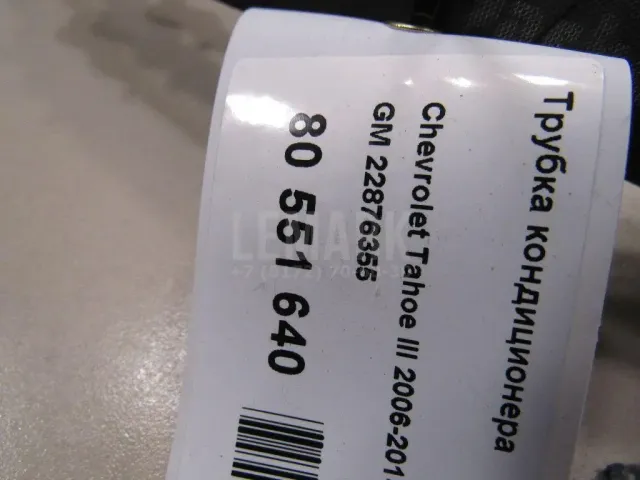 Трубка кондиционера
Chevrolet Tahoe III 2006-201
GM 22876355
80 551 640